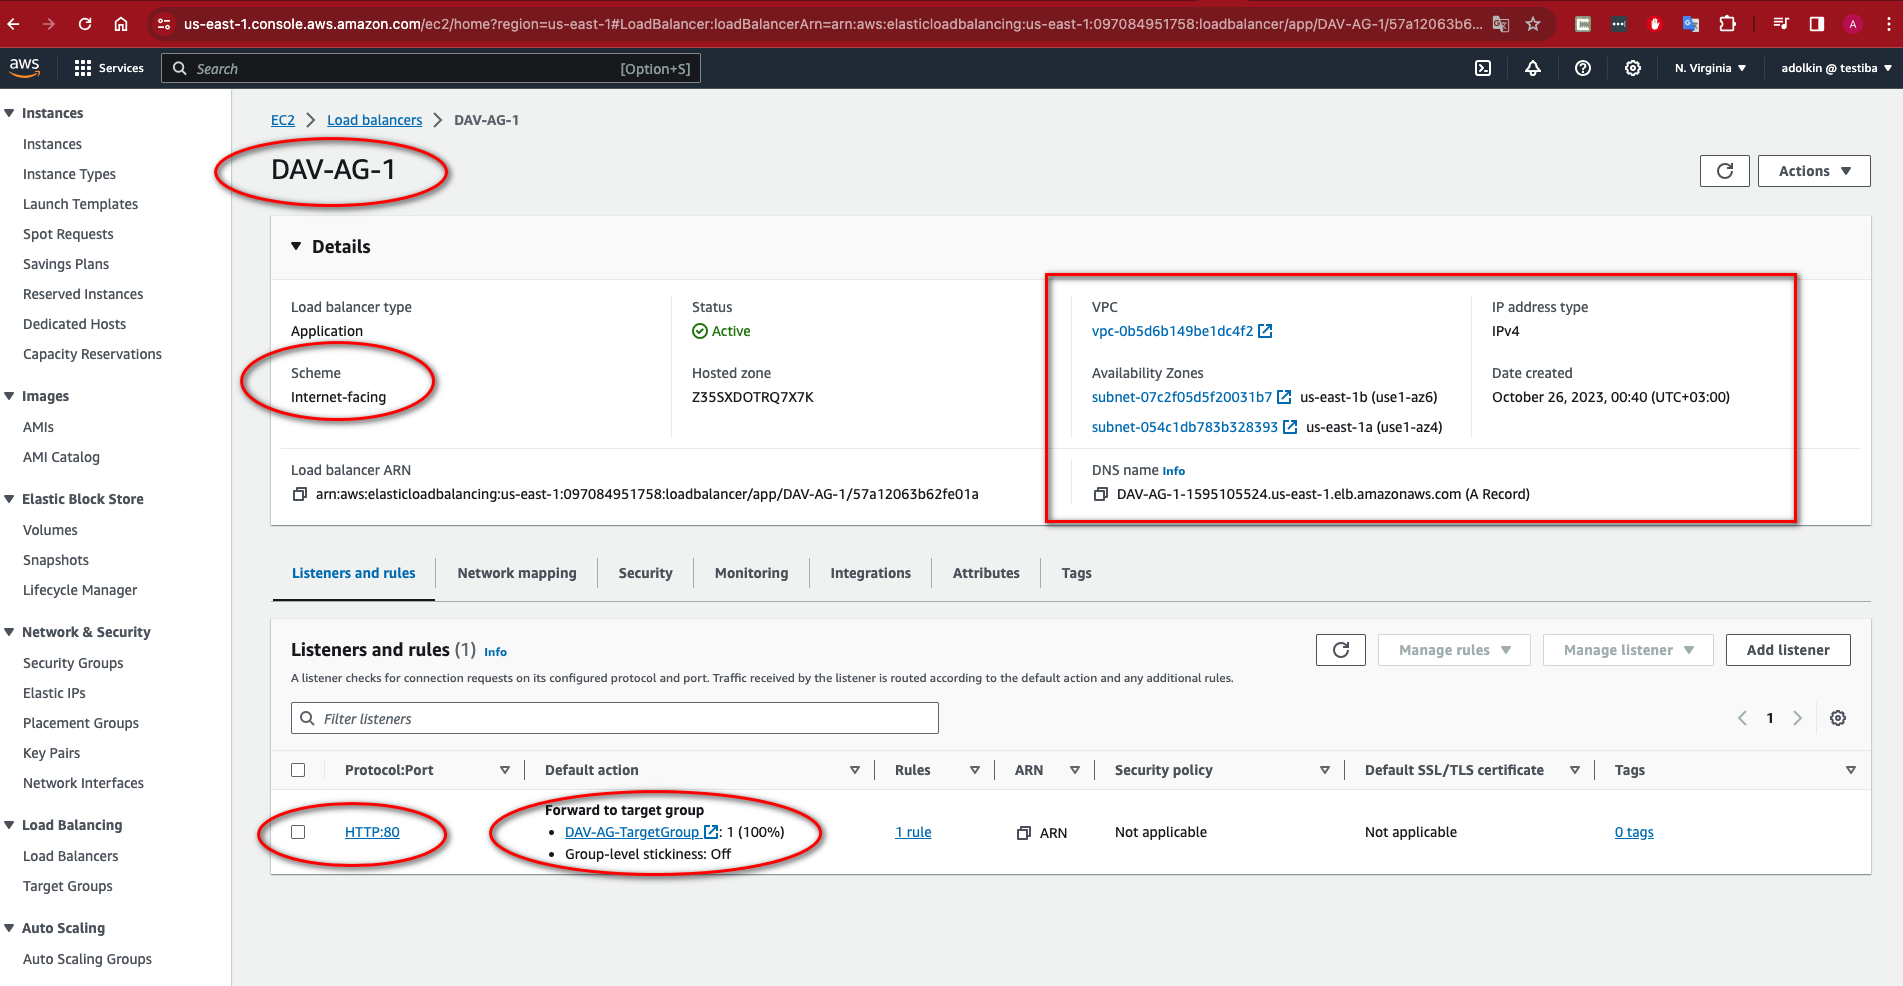 us-east-1.console.aws.amazon.com/ec2/home?region=us-east-1#LoadBalancer:loadBalancerArn=arn:aws:elasticloadbalancing:us-east-1:097084951758:loadbalancer/app/DAV-AG-1/57a12063b6...
A
aws
Services
Search
[Option+S]
N. Virginia
adolkin @ testiba
Instances
Instances
Instance Types
Launch Templates
Spot Requests
Savings Plans
Reserved Instances
Dedicated Hosts
Capacity Reservations
Images
AMIs
AMI Catalog
Elastic Block Store
Volumes
Snapshots
Lifecycle Manager
Network & Security
Security Groups
Elastic IPs
Placement Groups
Key Pairs
Network Interfaces
Load Balancing
Load Balancers
Target Groups
Auto Scaling
Auto Scaling Groups
EC2 > Load balancers > DAV-AG-1
DAV-AG-1
Actions
Details
Load balancer type
Application
Status
Active
VPC
vpc-0b5d6b149be1dc4f2
IP address type
IPv4
Scheme
Internet-facing
Hosted zone
Z35SXDOTRQ7X7K
Availability Zones
subnet-07c2f05d5f20031b7 us-east-1b (use1-az6)
subnet-054c1db783b328393 us-east-1a (use1-az4)
Date created
October 26, 2023, 00:40 (UTC+03:00)
Load balancer ARN
arn:aws:elasticloadbalancing:us-east-1:097084951758:loadbalancer/app/DAV-AG-1/57a12063b62fe01a
DNS name Info
DAV-AG-1-1595105524.us-east-1.elb.amazonaws.com (A Record)
Listeners and rules
Network mapping
Security
Monitoring
Integrations
Attributes
Tags
Listeners and rules (1) Info
Manage rules
Manage listener
Add listener
A listener checks for connection requests on its configured protocol and port. Traffic received by the listener is routed according to the default action and any additional rules.
Filter listeners
1
Protocol:Port
Default action
Rules
ARN
Security policy
Default SSL/TLS certificate
Tags
HTTP:80
Forward to target group
• DAV-AG-TargetGroup : 1 (100%)
• Group-level stickiness: Off
1 rule
ARN
Not applicable
Not applicable
0 tags